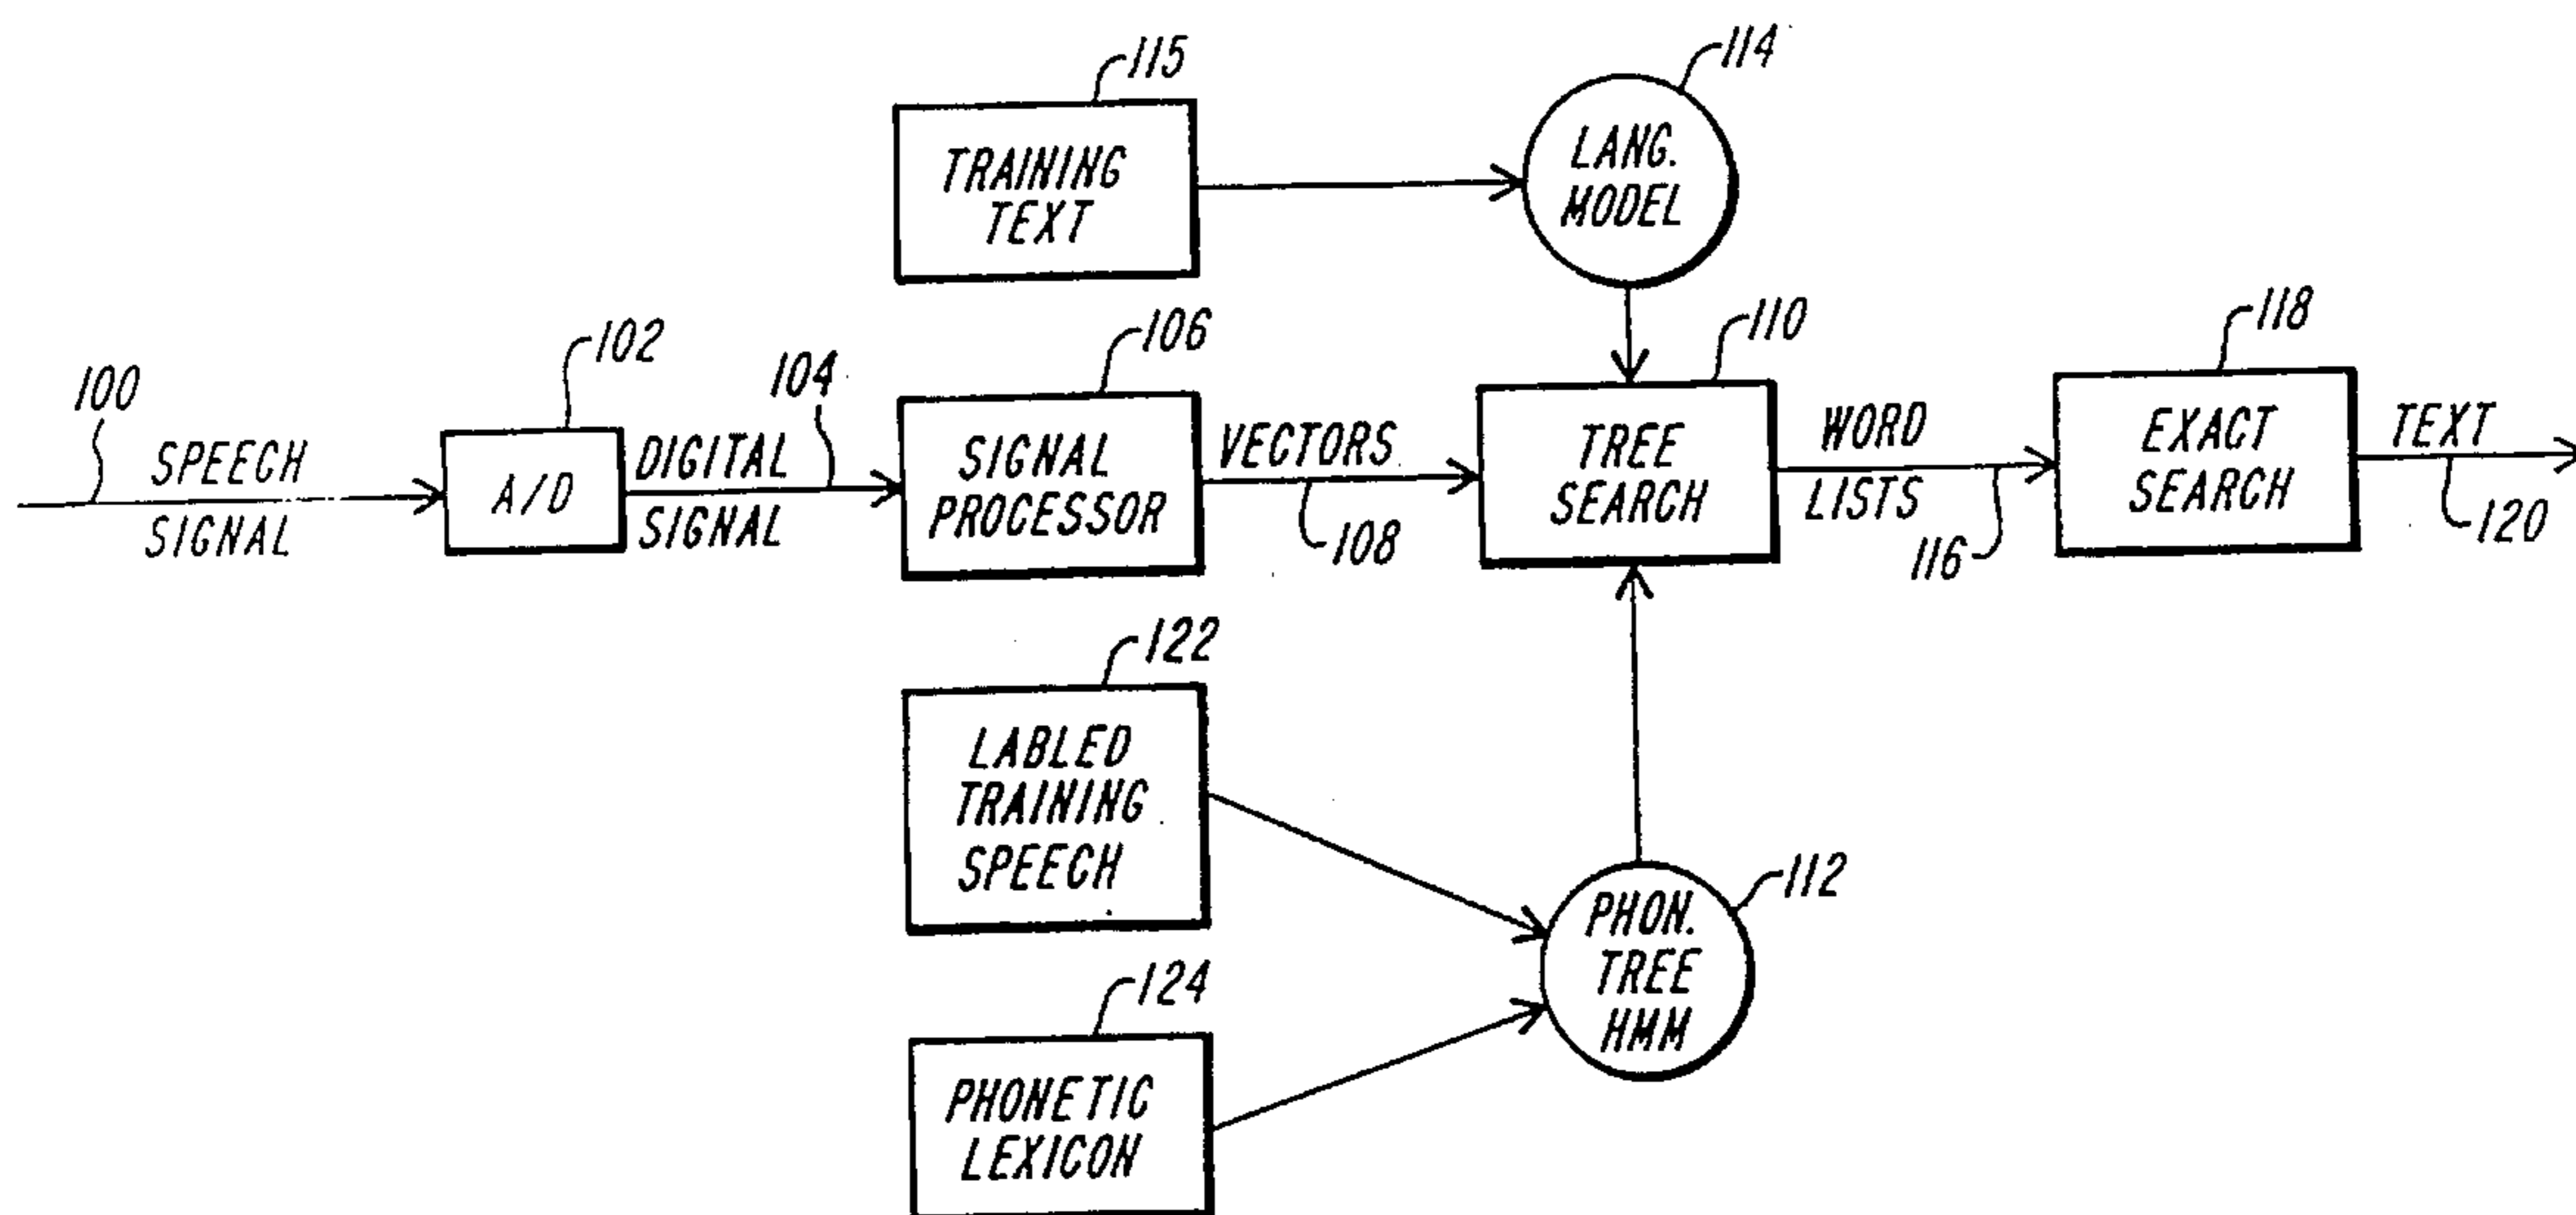 115
TRAINING
TEXT
114
LANG.
MODEL
100
SPEECH
SIGNAL
102
A/D
104
DIGITAL
SIGNAL
106
SIGNAL
PROCESSOR
VECTORS
108
110
TREE
SEARCH
WORD
LISTS
116
118
EXACT
SEARCH
TEXT
120
122
LABLED
TRAINING
SPEECH
124
PHONETIC
LEXICON
112
PHON.
TREE
HMM